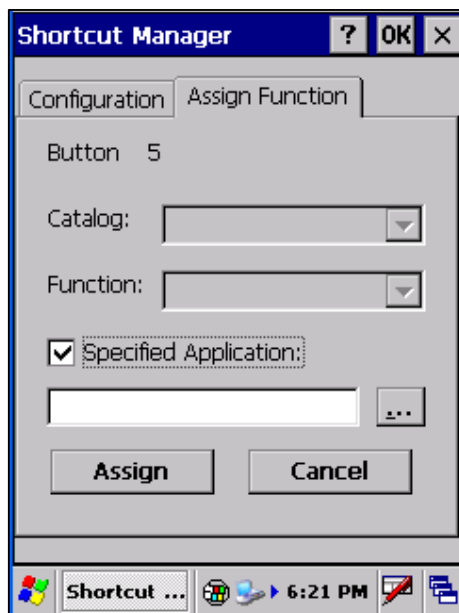 Shortcut Manager ? OK ×
Configuration Assign Function
Button 5
Catalog:
Function:
Specified Application:
...
Assign Cancel
Shortcut ... 6:21 PM